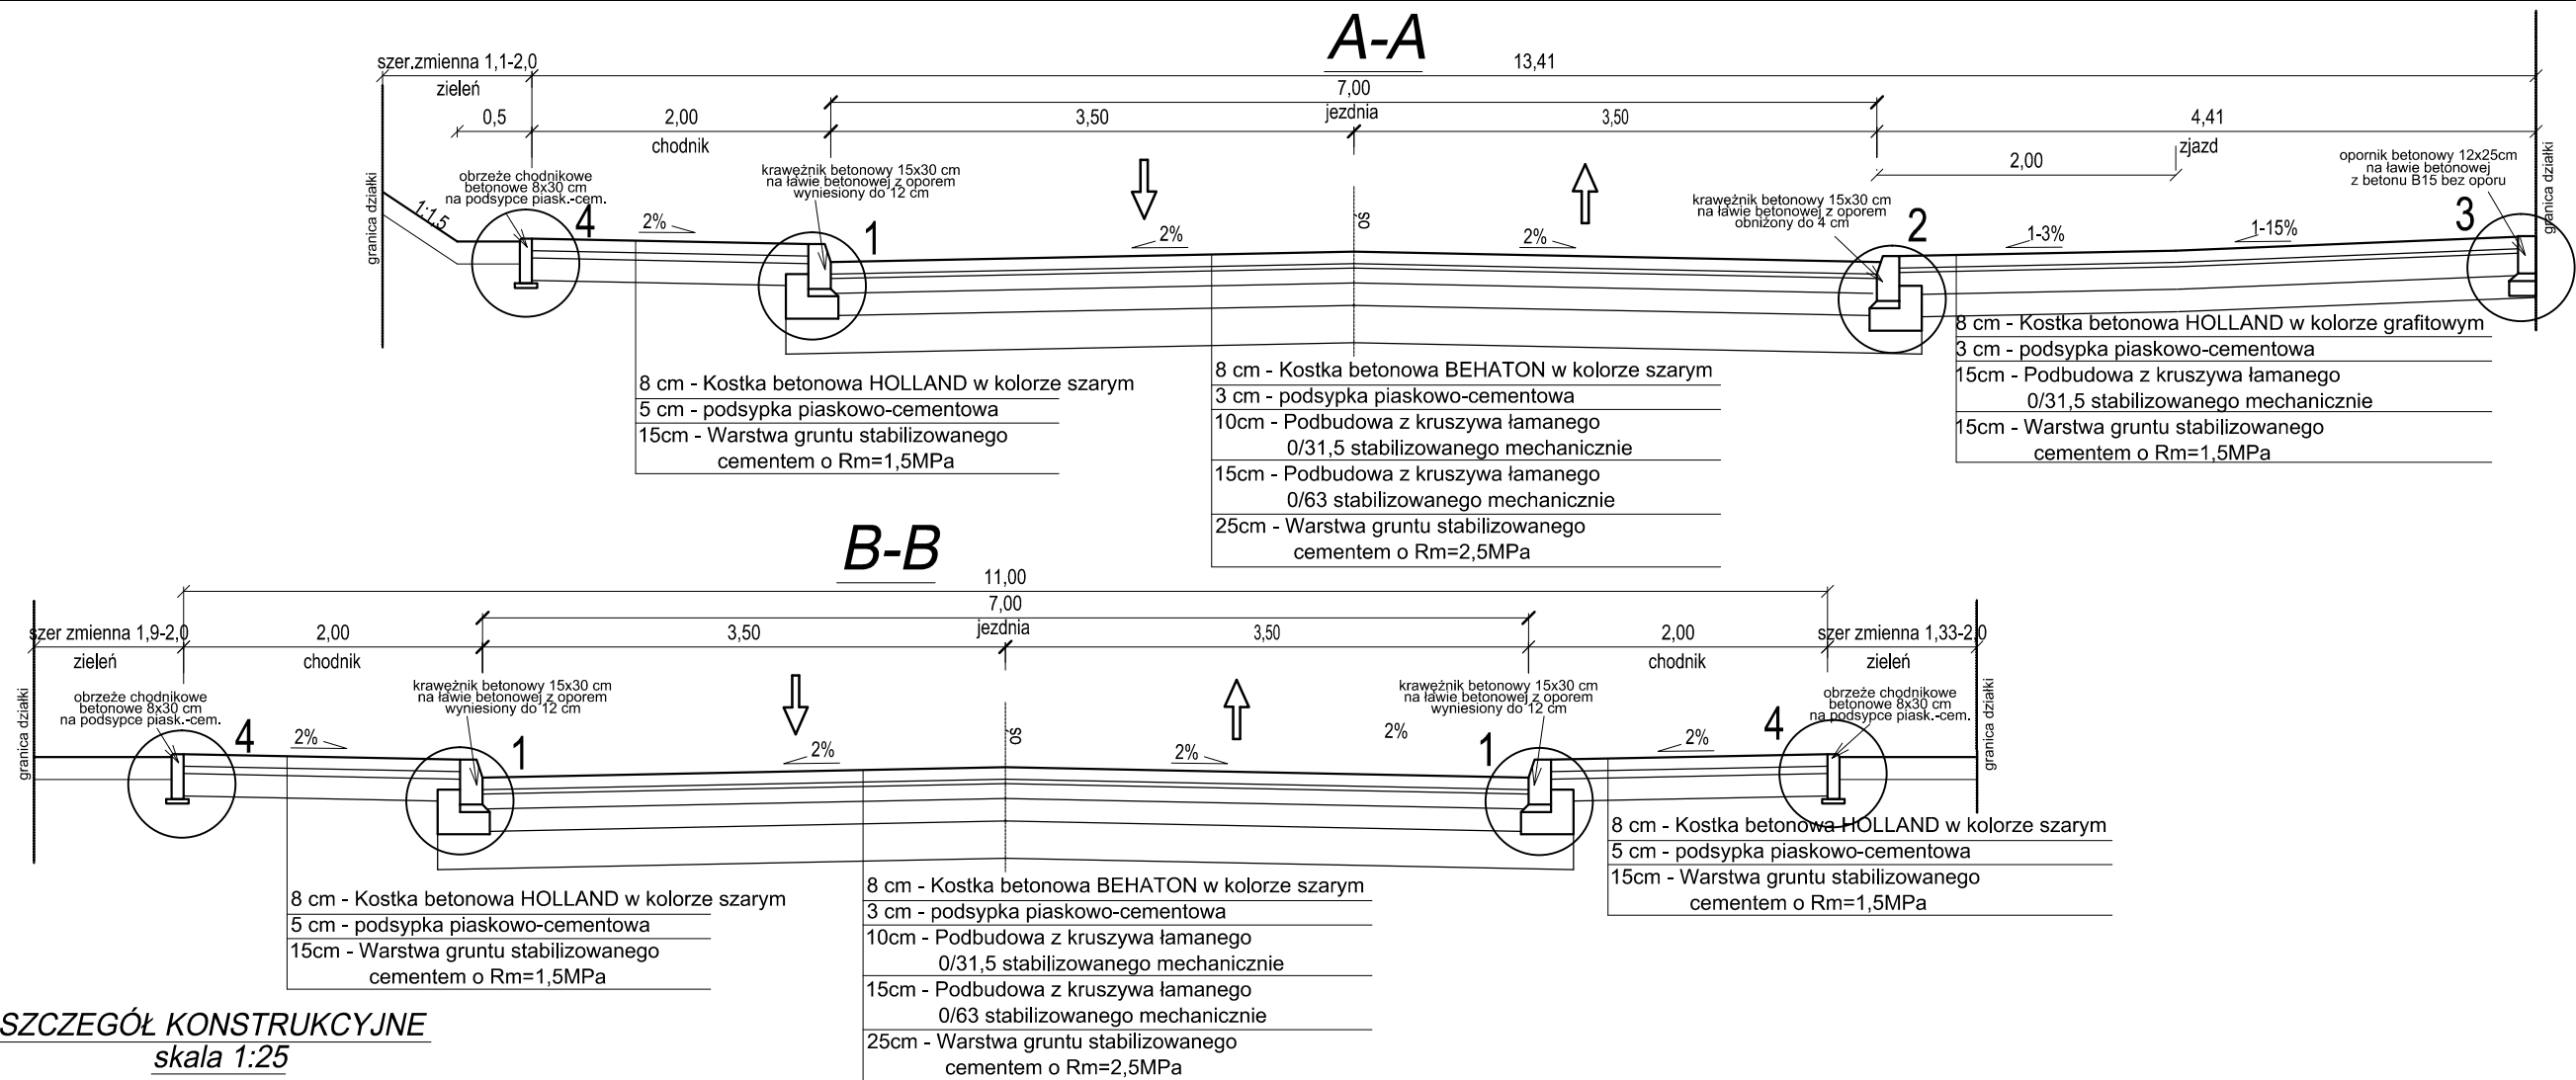 A-A
szer.zmienna 1,1-2,0
13,41
zieleń
7,00
jezdnia
0,5
2,00
3,50
3,50
4,41
chodnik
zjazd
2,00
granica działki
obrzeże chodnikowe
betonowe 8x30 cm
na podsypce piask.-cem.
krawężnik betonowy 15x30 cm
na ławie betonowej z oporem
wyniesiony do 12 cm
krawężnik betonowy 15x30 cm
na ławie betonowej z oporem
obniżony do 4 cm
opornik betonowy 12x25cm
na ławie betonowej
z betonu B15 bez oporu
granica działki
1:1,5
4
2%
1
2%
oś
2%
2
1-3%
1-15%
3
8 cm - Kostka betonowa HOLLAND w kolorze szarym
5 cm - podsypka piaskowo-cementowa
15cm - Warstwa gruntu stabilizowanego
cementem o Rm=1,5MPa
8 cm - Kostka betonowa BEHATON w kolorze szarym
3 cm - podsypka piaskowo-cementowa
10cm - Podbudowa z kruszywa łamanego
0/31,5 stabilizowanego mechanicznie
15cm - Podbudowa z kruszywa łamanego
0/63 stabilizowanego mechanicznie
25cm - Warstwa gruntu stabilizowanego
cementem o Rm=2,5MPa
8 cm - Kostka betonowa HOLLAND w kolorze grafitowym
3 cm - podsypka piaskowo-cementowa
15cm - Podbudowa z kruszywa łamanego
0/31,5 stabilizowanego mechanicznie
15cm - Warstwa gruntu stabilizowanego
cementem o Rm=1,5MPa
B-B
11,00
7,00
jezdnia
szer zmienna 1,9-2,0
2,00
3,50
3,50
2,00
szer zmienna 1,33-2,0
zieleń
chodnik
chodnik
zieleń
granica działki
obrzeże chodnikowe
betonowe 8x30 cm
na podsypce piask.-cem.
krawężnik betonowy 15x30 cm
na ławie betonowej z oporem
wyniesiony do 12 cm
krawężnik betonowy 15x30 cm
na ławie betonowej z oporem
wyniesiony do 12 cm
obrzeże chodnikowe
betonowe 8x30 cm
na podsypce piask.-cem.
granica działki
4
2%
1
2%
oś
2%
2%
1
2%
4
8 cm - Kostka betonowa HOLLAND w kolorze szarym
5 cm - podsypka piaskowo-cementowa
15cm - Warstwa gruntu stabilizowanego
cementem o Rm=1,5MPa
8 cm - Kostka betonowa BEHATON w kolorze szarym
3 cm - podsypka piaskowo-cementowa
10cm - Podbudowa z kruszywa łamanego
0/31,5 stabilizowanego mechanicznie
15cm - Podbudowa z kruszywa łamanego
0/63 stabilizowanego mechanicznie
25cm - Warstwa gruntu stabilizowanego
cementem o Rm=2,5MPa
8 cm - Kostka betonowa HOLLAND w kolorze szarym
5 cm - podsypka piaskowo-cementowa
15cm - Warstwa gruntu stabilizowanego
cementem o Rm=1,5MPa
SZCZEGÓŁ KONSTRUKCYJNE
skala 1:25